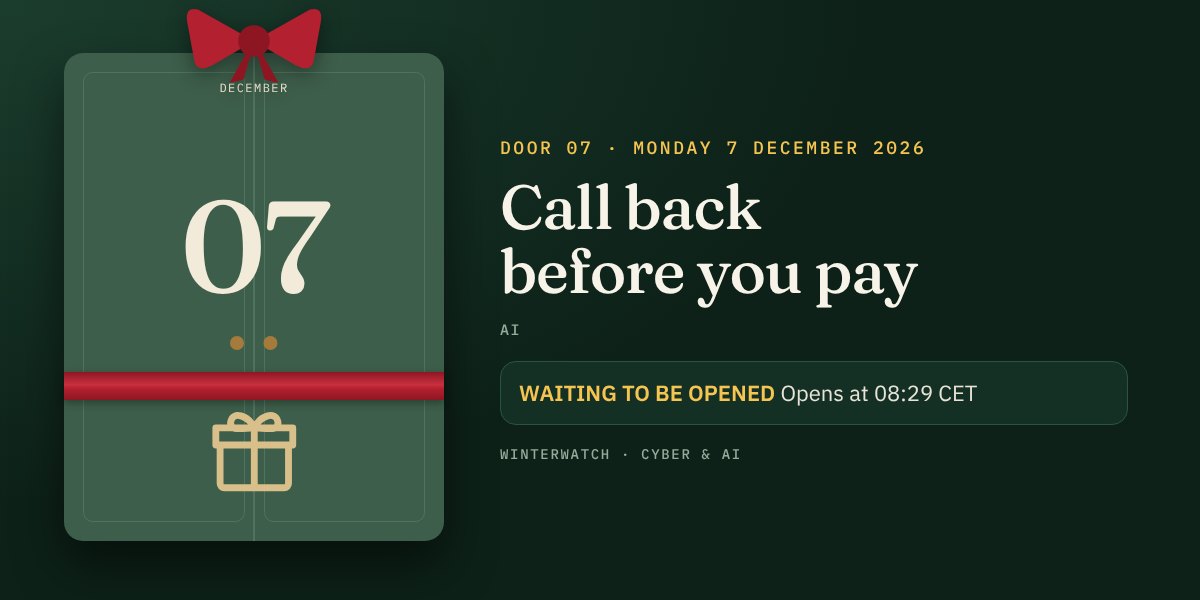 DECEMBER
07
DOOR 07 · MONDAY 7 DECEMBER 2026
Call back
before you pay
AI
WAITING TO BE OPENED Opens at 08:29 CET
WINTERWATCH · CYBER & AI